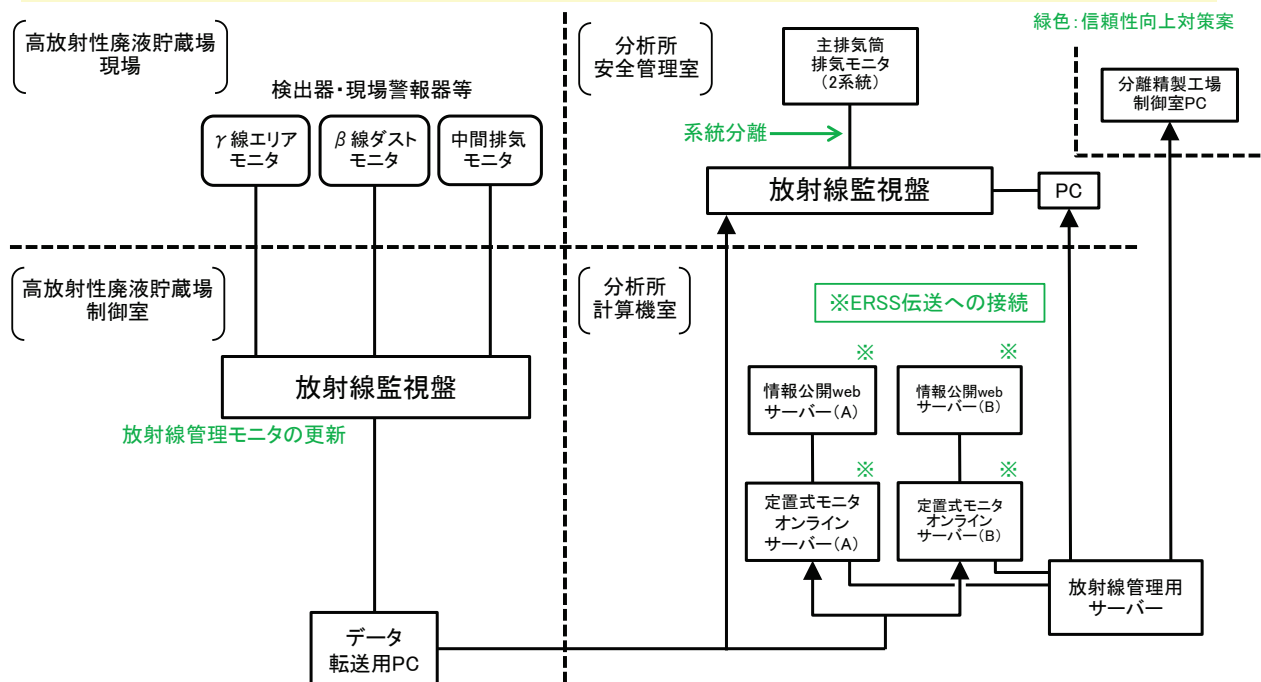 緑色：信頼性向上対策案
高放射性廃液貯蔵場
現場
検出器・現場警報器等
γ線エリア
モニタ
β線ダスト
モニタ
中間排気
モニタ
分析所
安全管理室
主排気筒
排気モニタ
（2系統）
系統分離
放射線監視盤
PC
分離精製工場
制御室PC
高放射性廃液貯蔵場
制御室
放射線監視盤
放射線管理モニタの更新
データ
転送用PC
分析所
計算機室
※ERSS伝送への接続
※
※
情報公開web
サーバー（A）
情報公開web
サーバー（B）
※
※
定置式モニタ
オンライン
サーバー（A）
定置式モニタ
オンライン
サーバー（B）
放射線管理用
サーバー